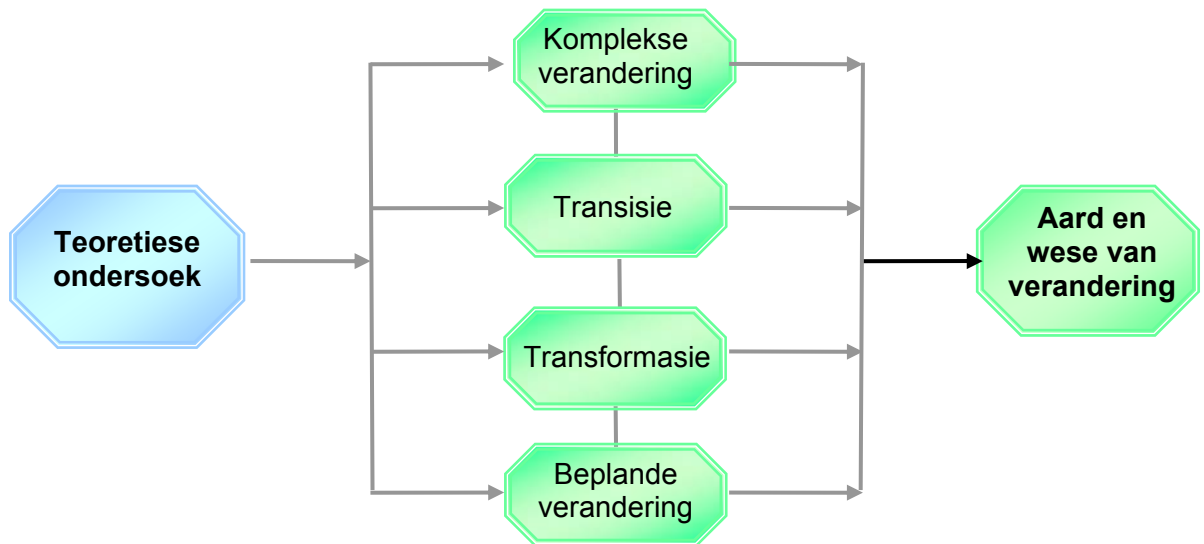 Teoretiese
ondersoek
Komplekse
verandering
Transisie
Transformasie
Beplande
verandering
Aard en
wese van
verandering